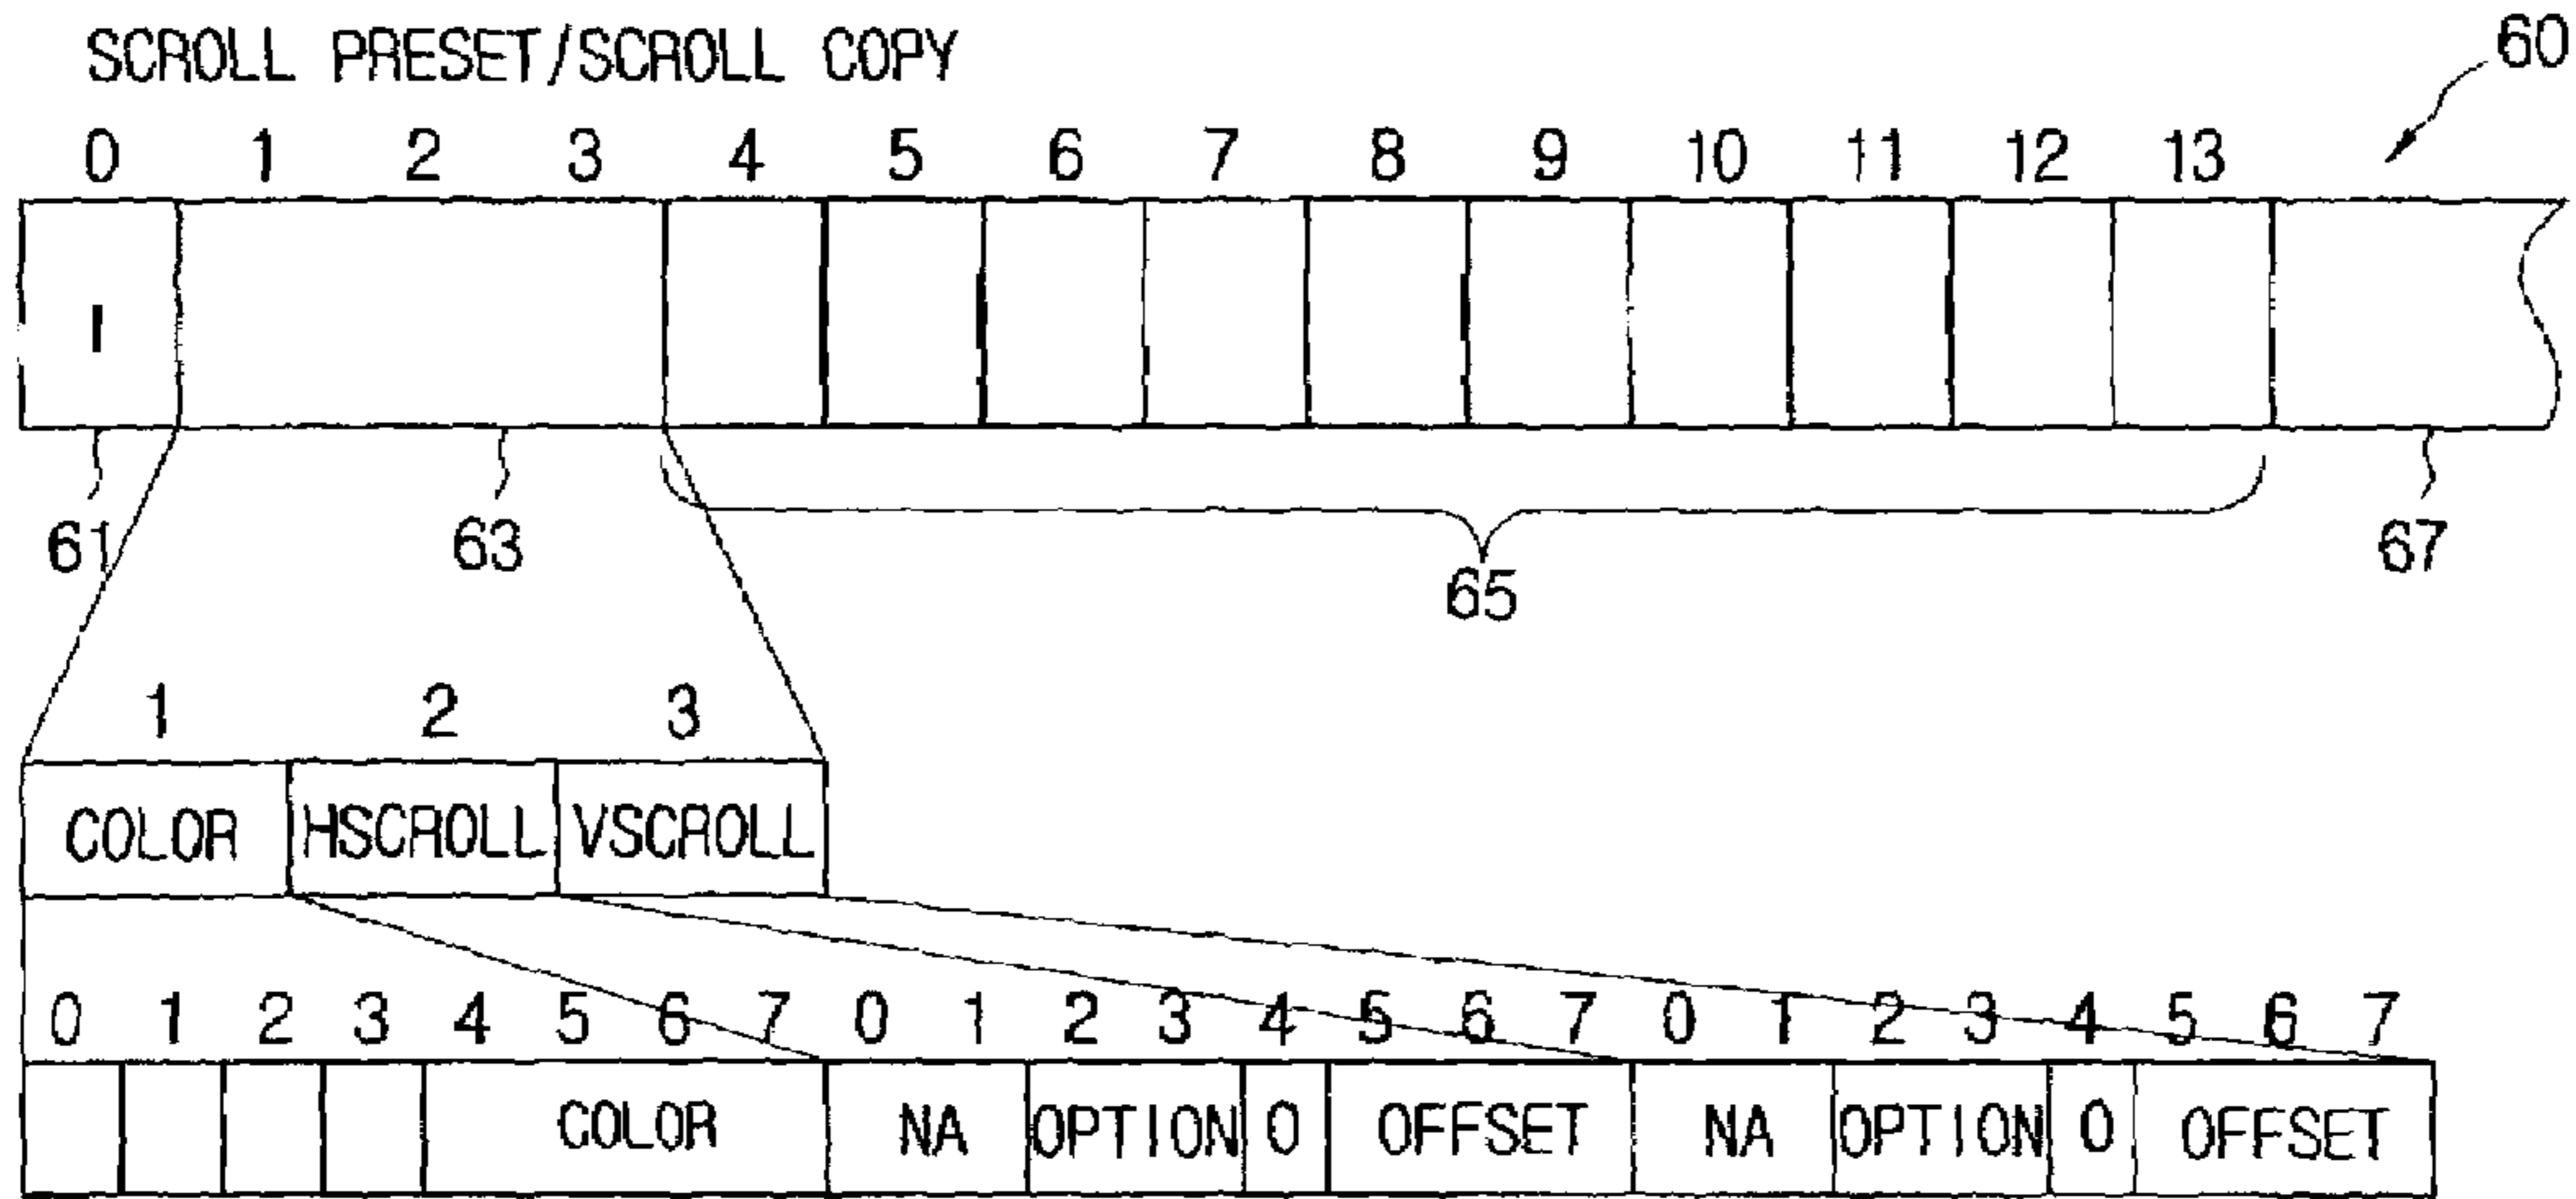 SCROLL PRESET/SCROLL COPY
60
0 1 2 3 4 5 6 7 8 9 10 11 12 13
I
61 63 65 67
1 2 3
COLOR HSCROLL VSCROLL
0 1 2 3 4 5 6 7 0 1 2 3 4 5 6 7 0 1 2 3 4 5 6 7
COLOR NA OPTION 0 OFFSET NA OPTION 0 OFFSET